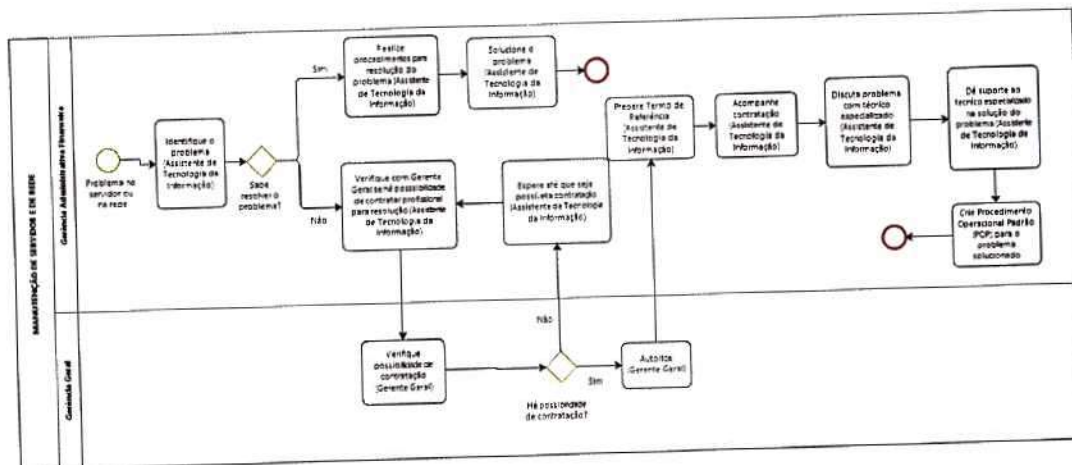 MANUTENÇÃO DE SERVIDOR E DE REDE
Gerência Administrativa Financeira
Problema no
servidor ou
na rede
Identifique o
problema
(Assistente de
Tecnologia da
Informação)
Sabe
resolver o
problema?
Sim
Realize
procedimentos para
resolução do
problema (Assistente
de Tecnologia da
Informação)
Solucione o
problema
(Assistente de
Tecnologia da
Informação)
Não
Verifique com Gerente
Geral se há possibilidade
de contratar profissional
para resolução (Assistente
de Tecnologia da
Informação)
Espere até que seja
possível a contratação
(Assistente de Tecnologia
da Informação)
Prepare Termo de
Referência
(Assistente de
Tecnologia da
Informação)
Acompanhe
contratação
(Assistente de
Tecnologia da
Informação)
Discuta problema
com técnico
especializado
(Assistente de
Tecnologia da
Informação)
Dê suporte ao
técnico especializado
na solução do
problema (Assistente
de Tecnologia da
Informação)
Crie Procedimento
Operacional Padrão
(POP) para o
problema
solucionado
Gerência Geral
Verifique
possibilidade de
contratação
(Gerente Geral)
Não
Há possibilidade
de contratação?
Sim
Autoriza
(Gerente Geral)